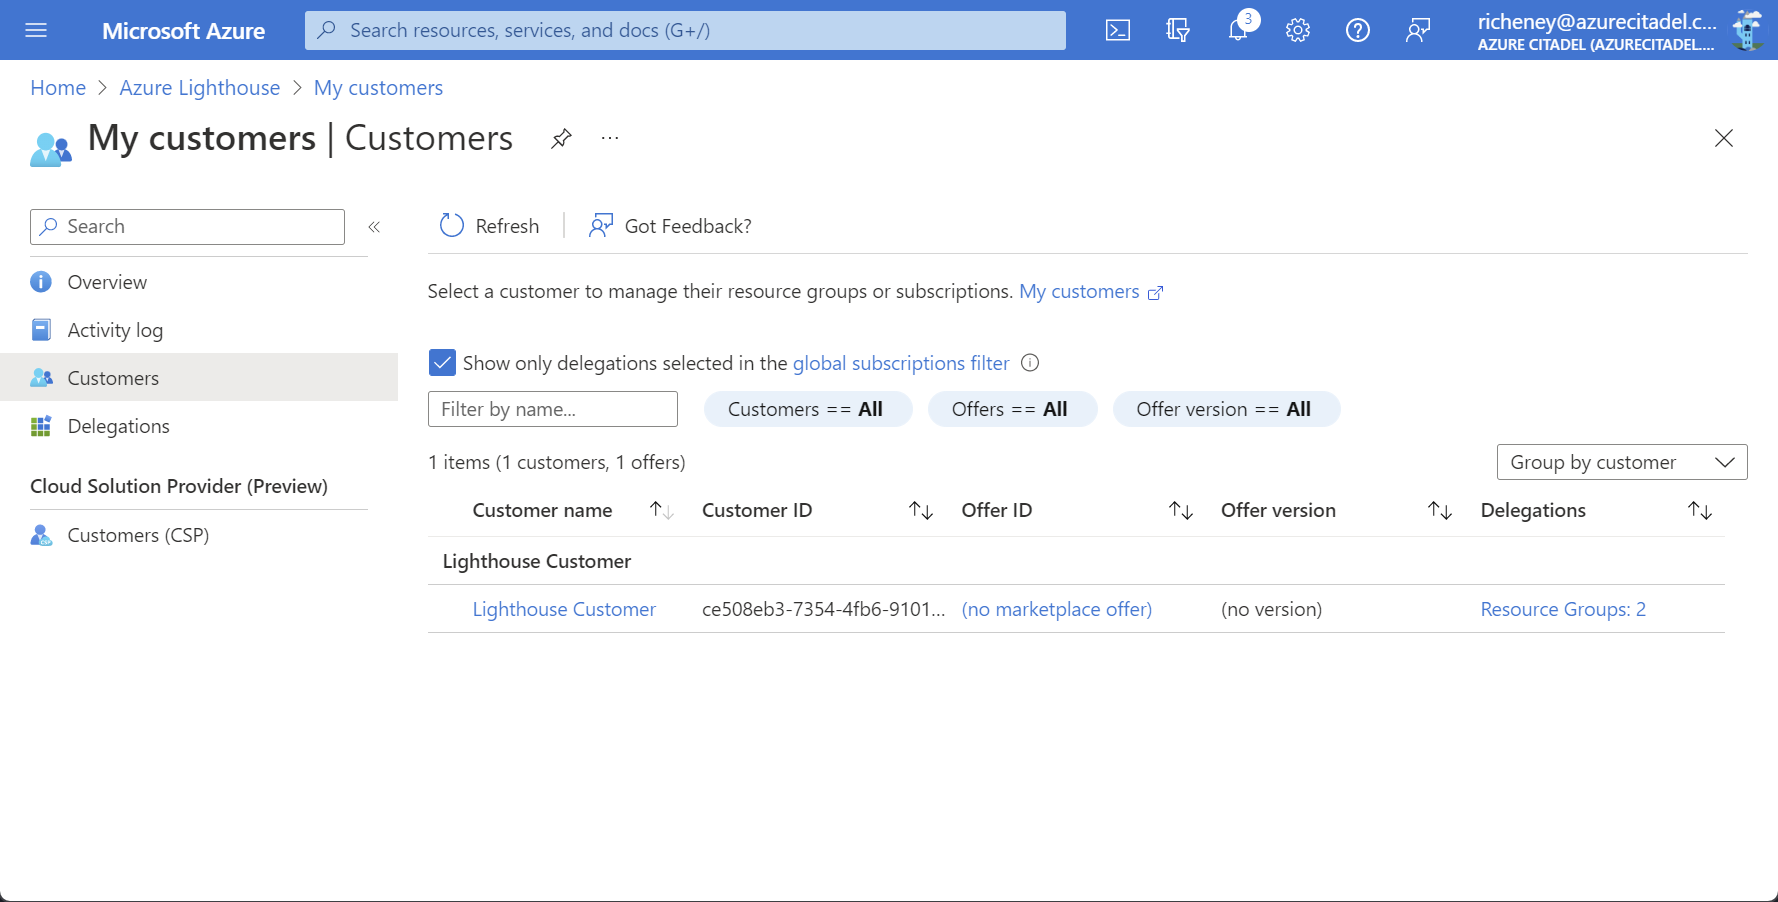 Microsoft Azure
Search resources, services, and docs (G+/)
3
richeney@azurecitadel.c...
AZURE CITADEL (AZURECITADEL....
Home > Azure Lighthouse > My customers
My customers | Customers
Search
Overview
Activity log
Customers
Delegations
Cloud Solution Provider (Preview)
Customers (CSP)
Refresh
Got Feedback?
Select a customer to manage their resource groups or subscriptions. My customers
Show only delegations selected in the global subscriptions filter
Filter by name...
Customers == All
Offers == All
Offer version == All
1 items (1 customers, 1 offers)
Group by customer
Customer name Customer ID Offer ID Offer version Delegations
Lighthouse Customer
Lighthouse Customer ce508eb3-7354-4fb6-9101... (no marketplace offer) (no version) Resource Groups: 2